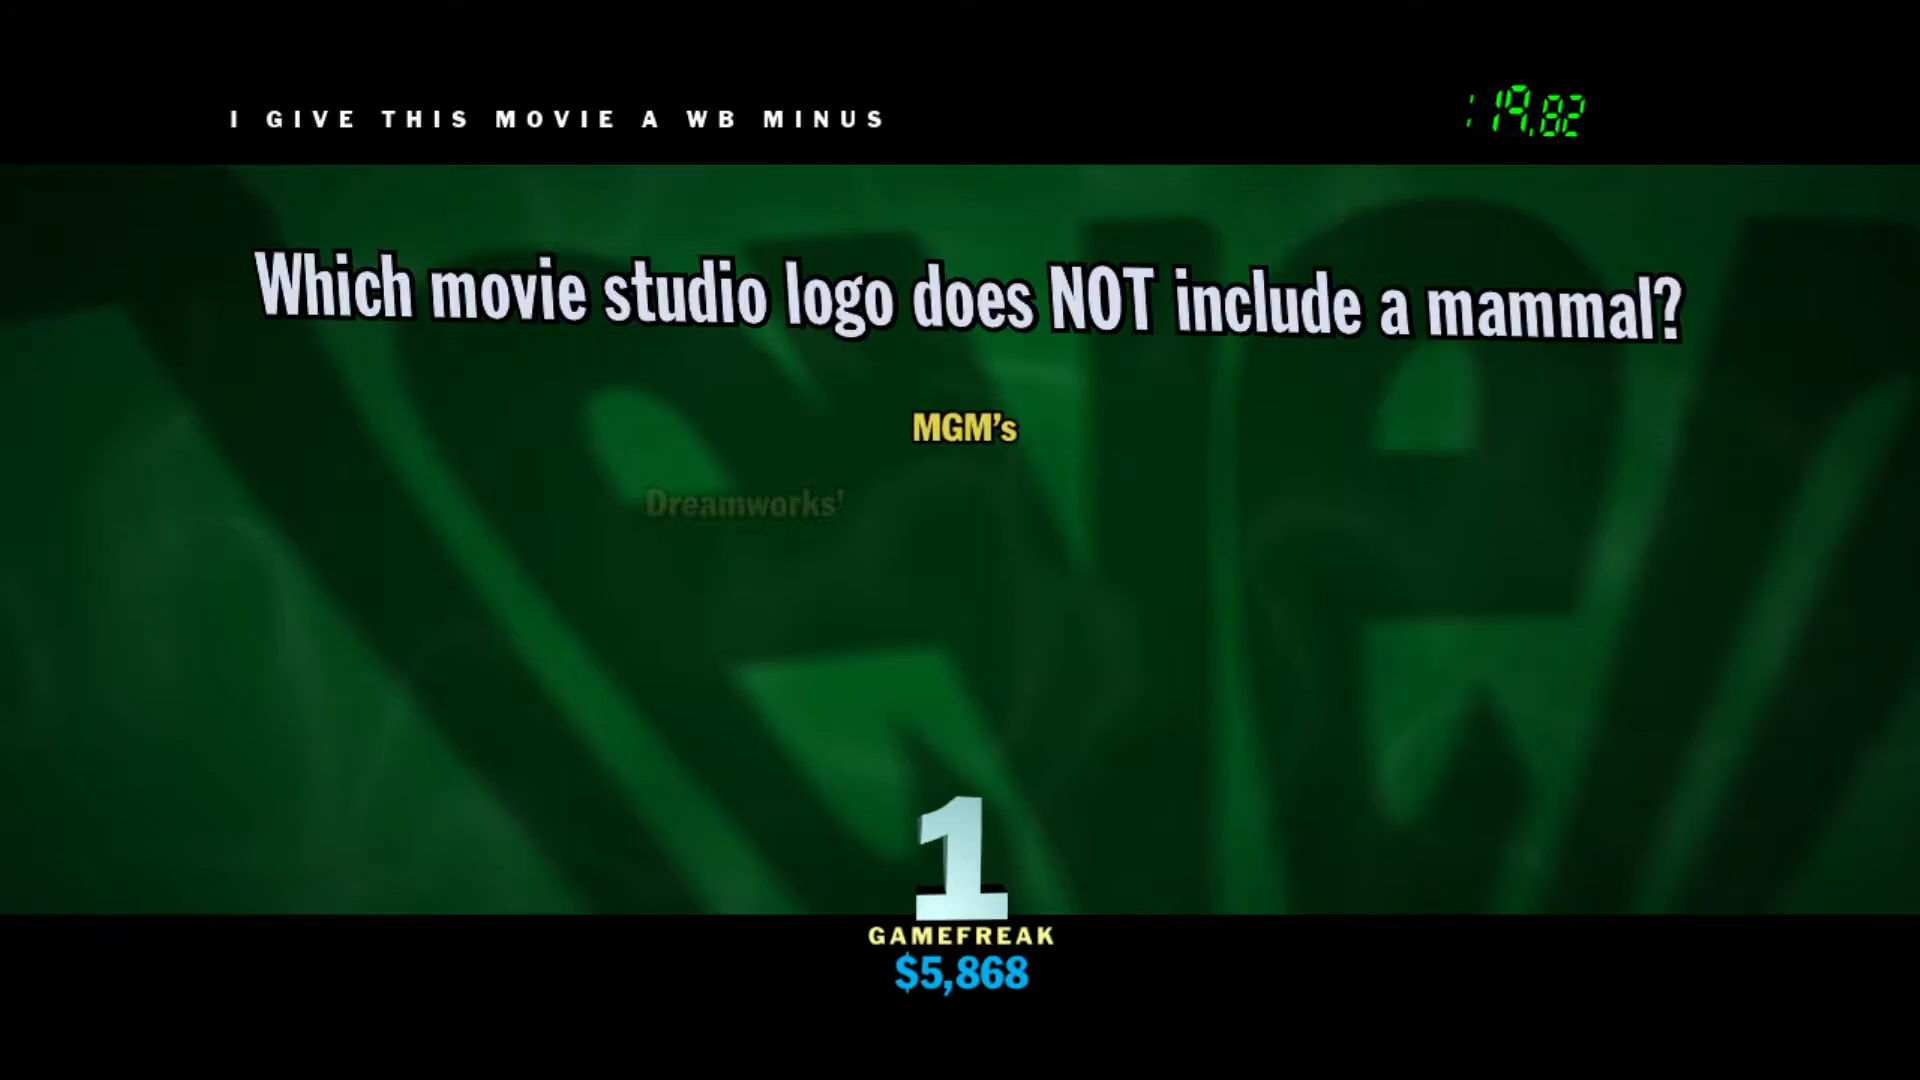 I GIVE THIS MOVIE A WB MINUS
:19.82
Which movie studio logo does NOT include a mammal?
MGM’s
Dreamworks'
1
GAMEFREAK
$5,868